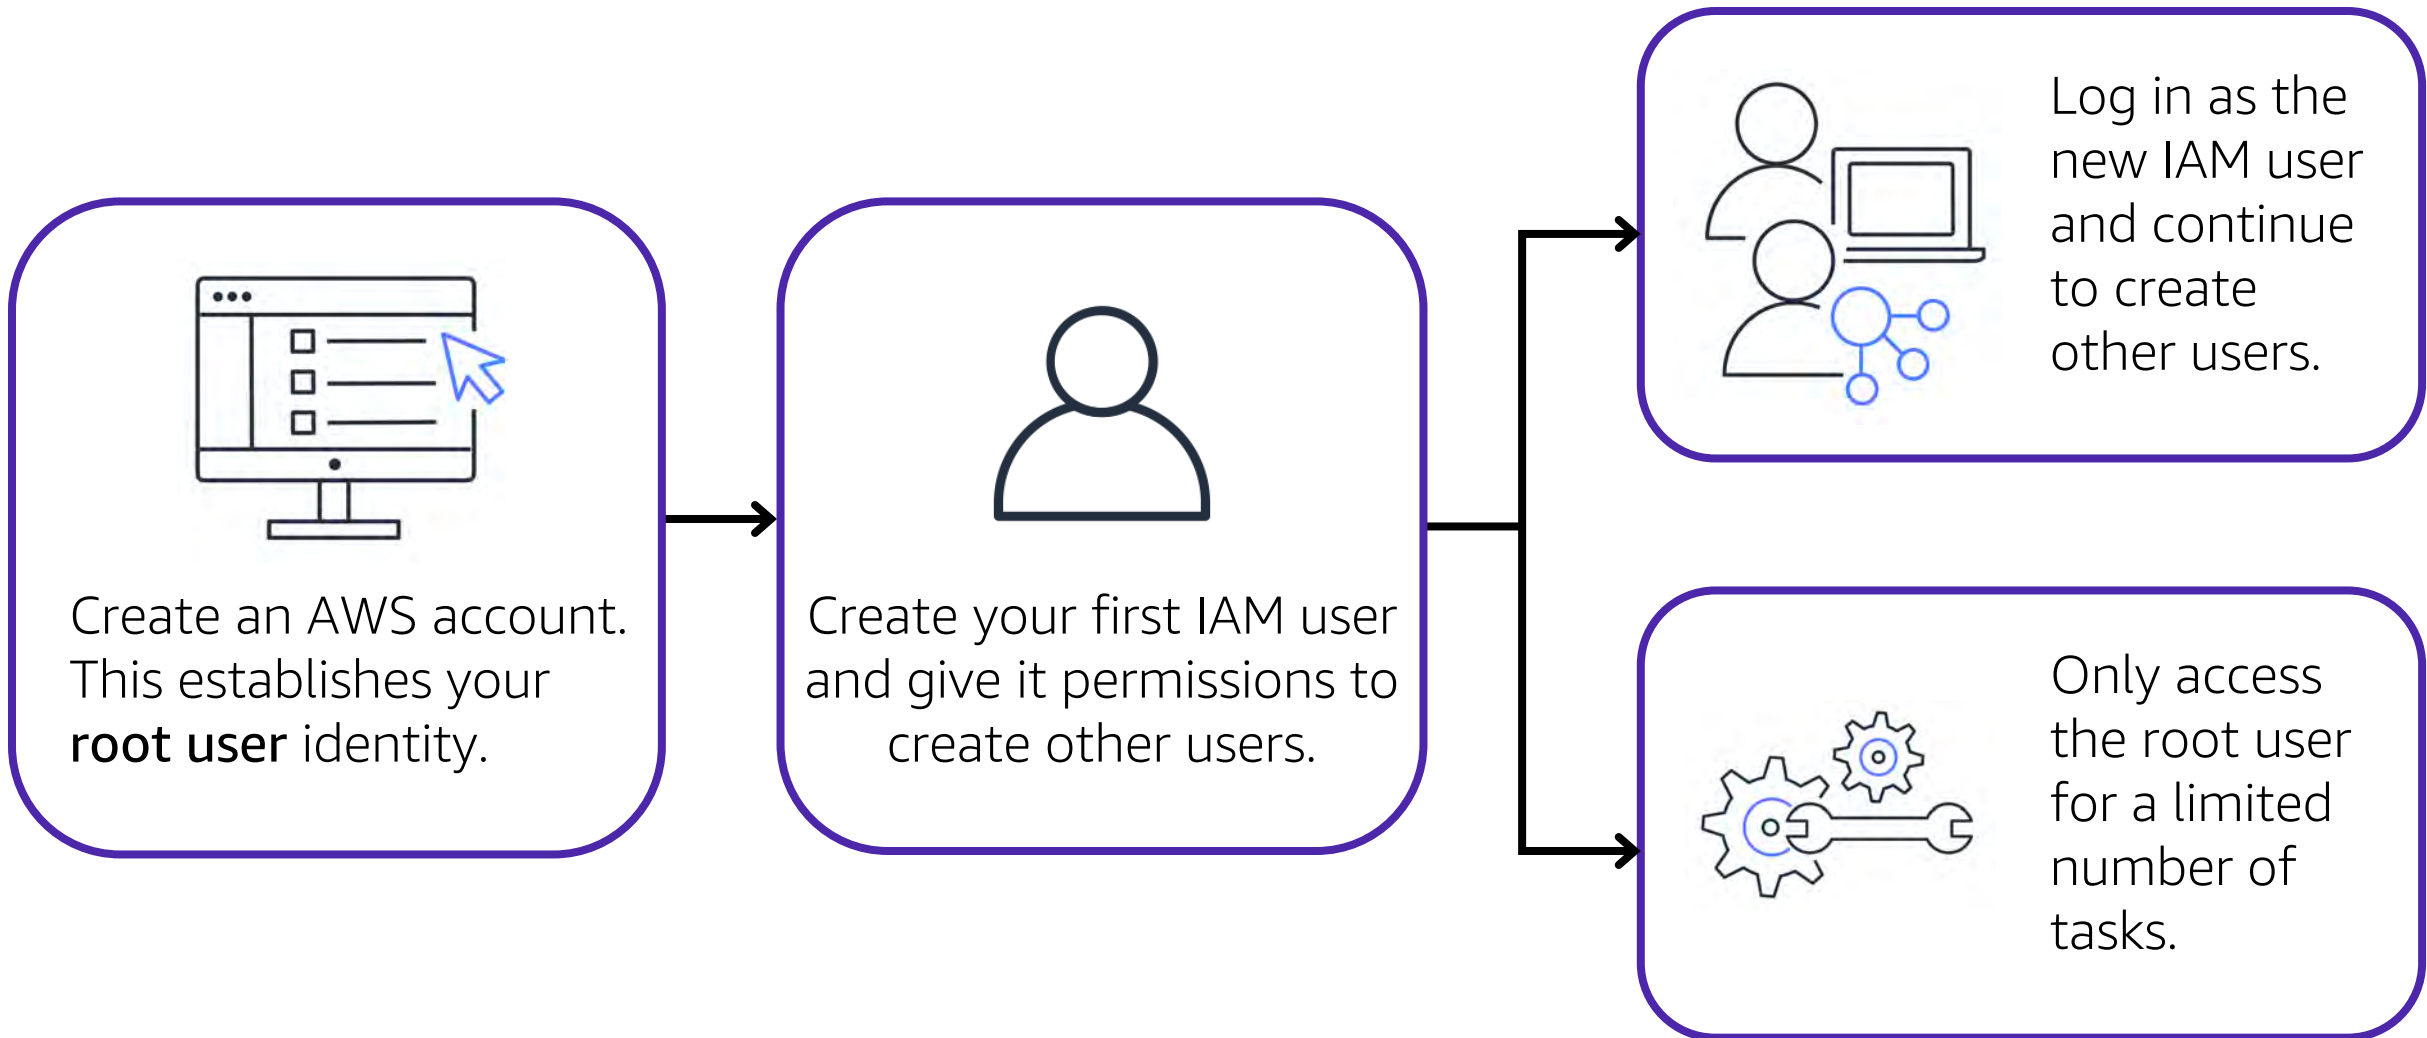 Create an AWS account.
This establishes your
root user identity.
Create your first IAM user
and give it permissions to
create other users.
Log in as the
new IAM user
and continue
to create
other users.
Only access
the root user
for a limited
number of
tasks.